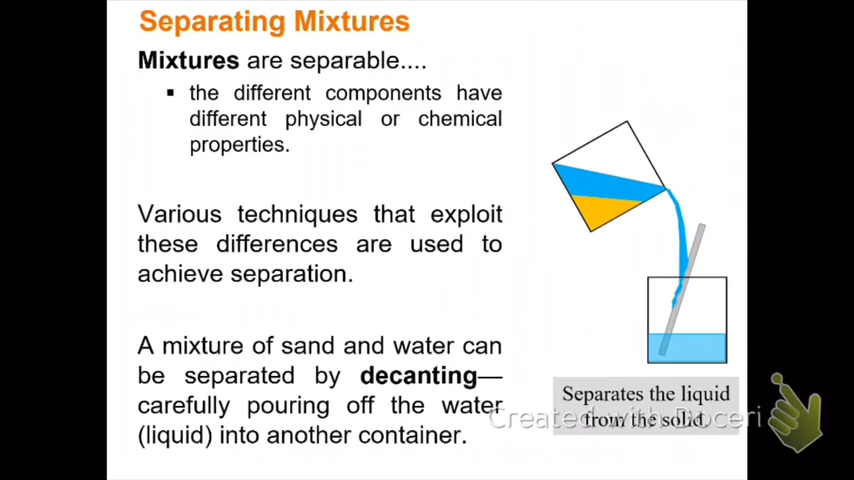 Separating Mixtures
Mixtures are separable....
▪ the different components have
different physical or chemical
properties.
Various techniques that exploit
these differences are used to
achieve separation.
A mixture of sand and water can
be separated by decanting—
carefully pouring off the water
(liquid) into another container.
Separates the liquid
from the solid.
Created with Doceri